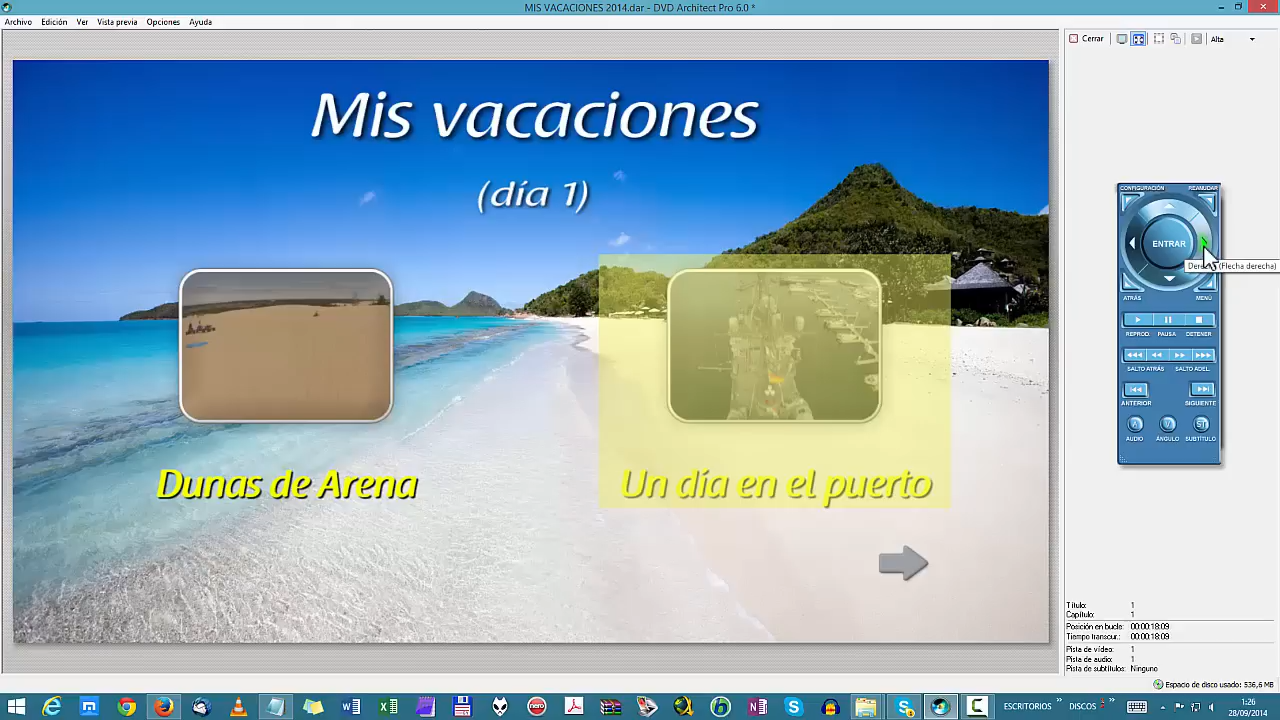 MIS VACACIONES 2014.dar - DVD Architect Pro 6.0 *
Archivo Edición Ver Vista previa Opciones Ayuda
Cerrar Alta
Mis vacaciones
(día 1)
Dunas de Arena
Un día en el puerto
CONFIGURACIÓN REANUDAR
ENTRAR
(Flecha derecha)
ATRÁS MENÚ
REPROD. PAUSA DETENER
SALTO ATRÁS SALTO ADEL.
ANTERIOR SIGUIENTE
AUDIO ÁNGULO SUBTÍTULO
Título: 1
Capítulo: 1
Posición en bucle: 00:00:18:09
Tiempo transcur.: 00:00:18:09
Pista de vídeo: 1
Pista de audio: 1
Pista de subtítulos: Ninguno
Espacio de disco usado: 536,6 MB
ESCRITORIOS » DISCOS »
1:26
28/09/2014